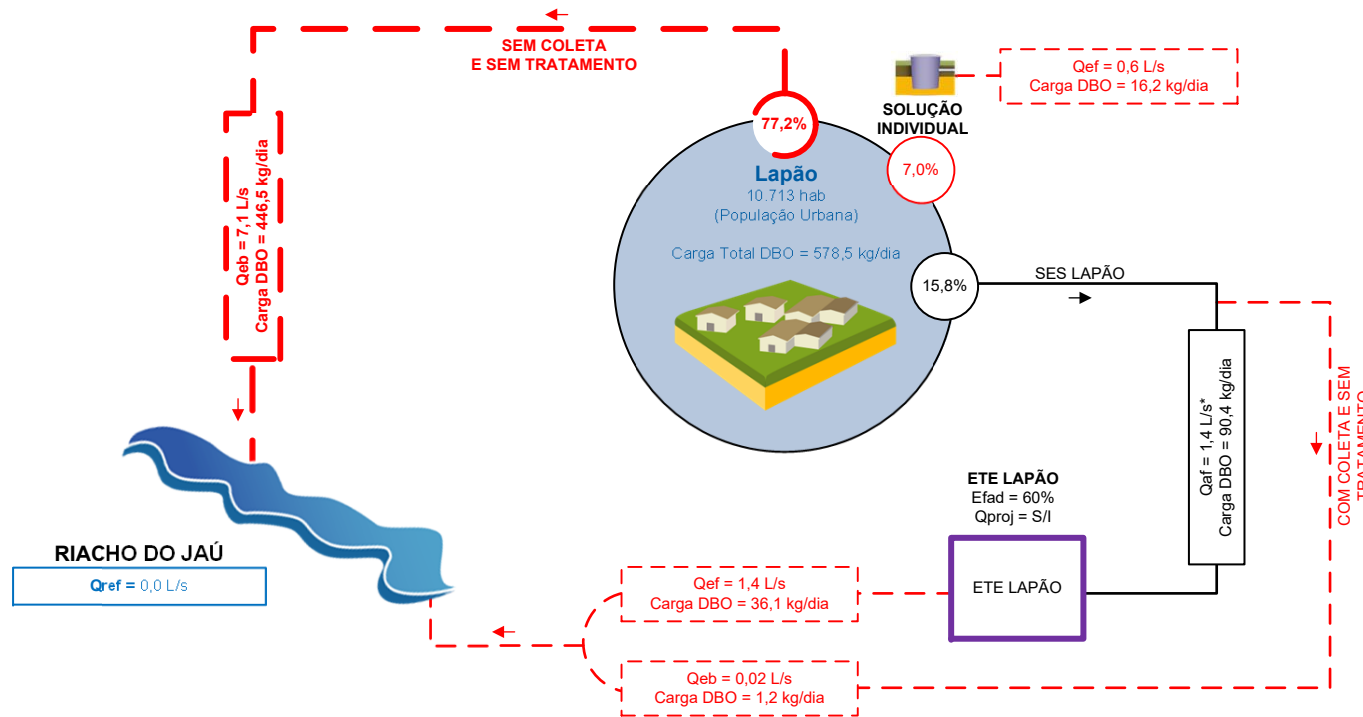 SEM COLETA
E SEM TRATAMENTO
Qef = 0,6 L/s
Carga DBO = 16,2 kg/dia
SOLUÇÃO
INDIVIDUAL
77,2%
7,0%
Lapão
10.713 hab
(População Urbana)
Carga Total DBO = 578,5 kg/dia
15,8%
SES LAPÃO
Qeb = 7,1 L/s
Carga DBO = 446,5 kg/dia
Qaf = 1,4 L/s*
Carga DBO = 90,4 kg/dia
COM COLETA E SEM
TRATAMENTO
ETE LAPÃO
Efad = 60%
Qproj = S/I
ETE LAPÃO
RIACHO DO JAÚ
Qref = 0,0 L/s
Qef = 1,4 L/s
Carga DBO = 36,1 kg/dia
Qeb = 0,02 L/s
Carga DBO = 1,2 kg/dia